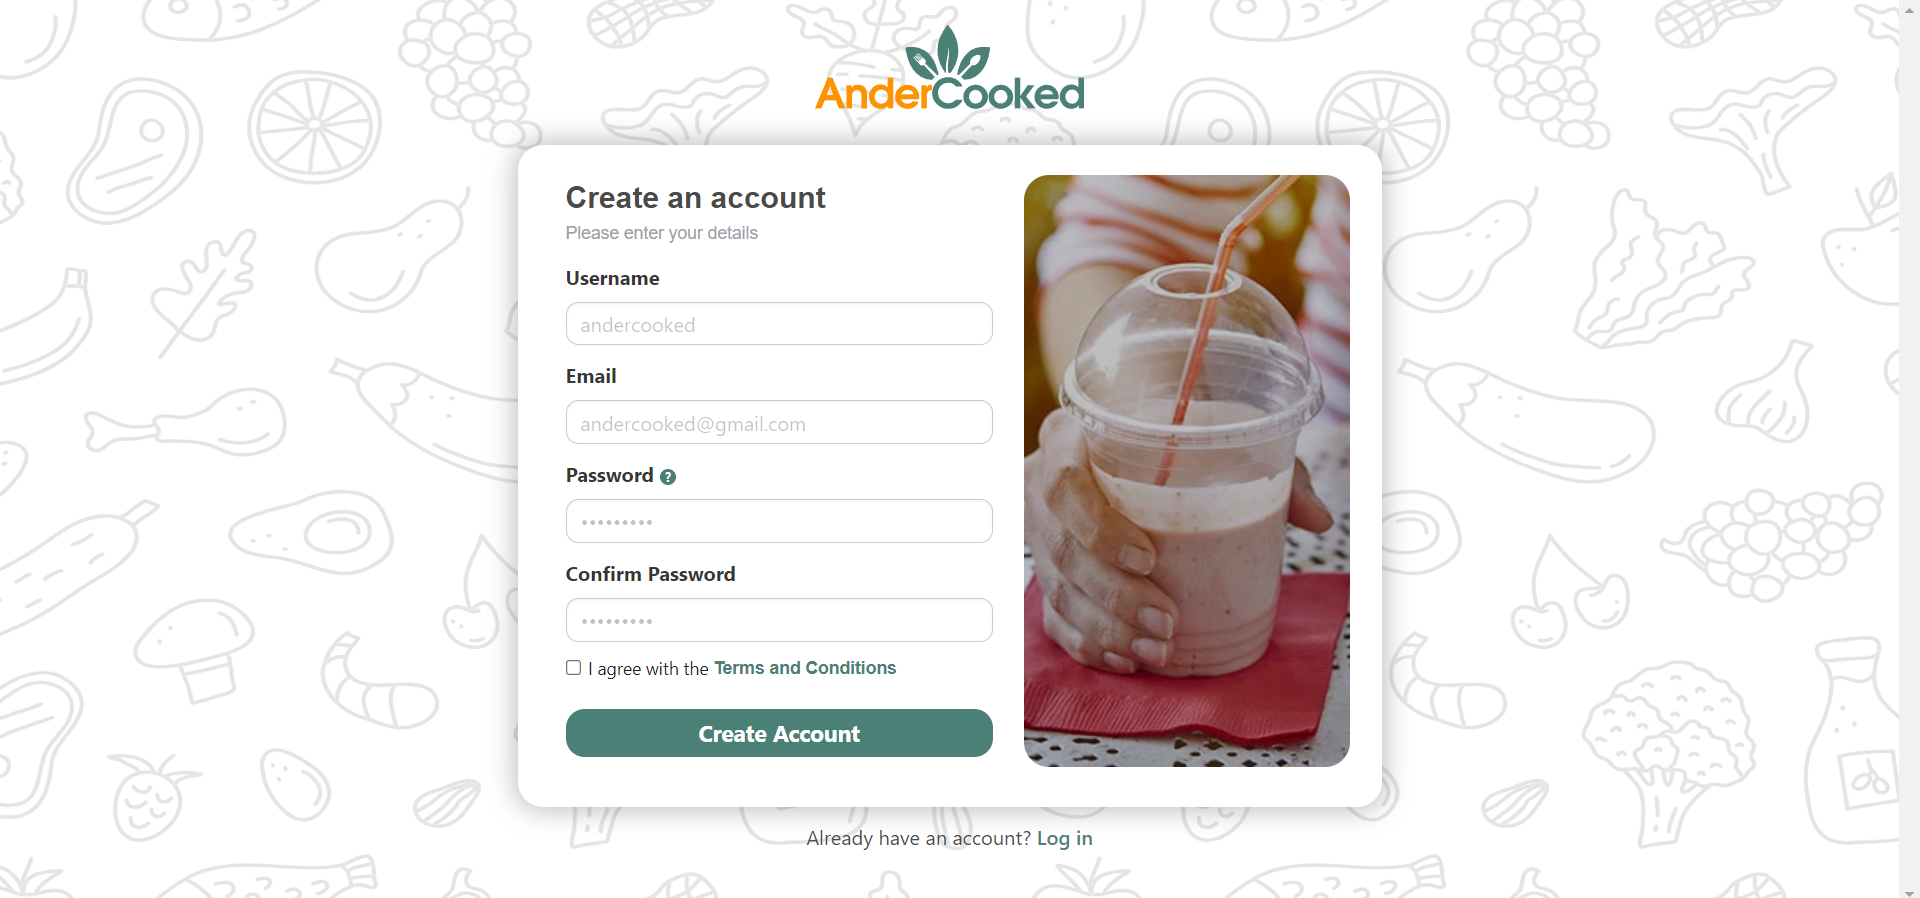 AnderCooked
Create an account
Please enter your details
Username
andercooked
Email
andercooked@gmail.com
Password ?
•••••••••
Confirm Password
•••••••••
I agree with the Terms and Conditions
Create Account
Already have an account? Log in